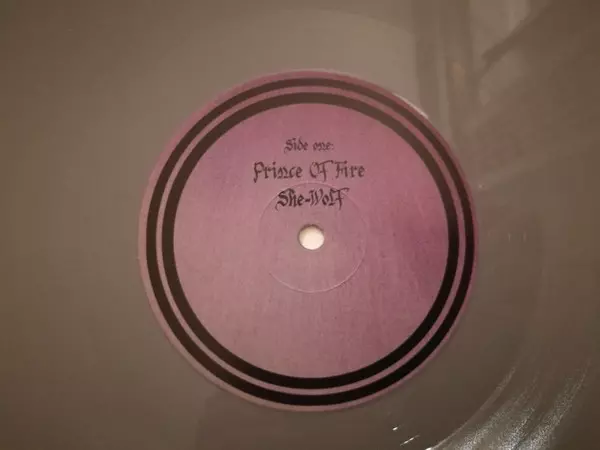 Side one:
Prince Of Fire
She-Wolf